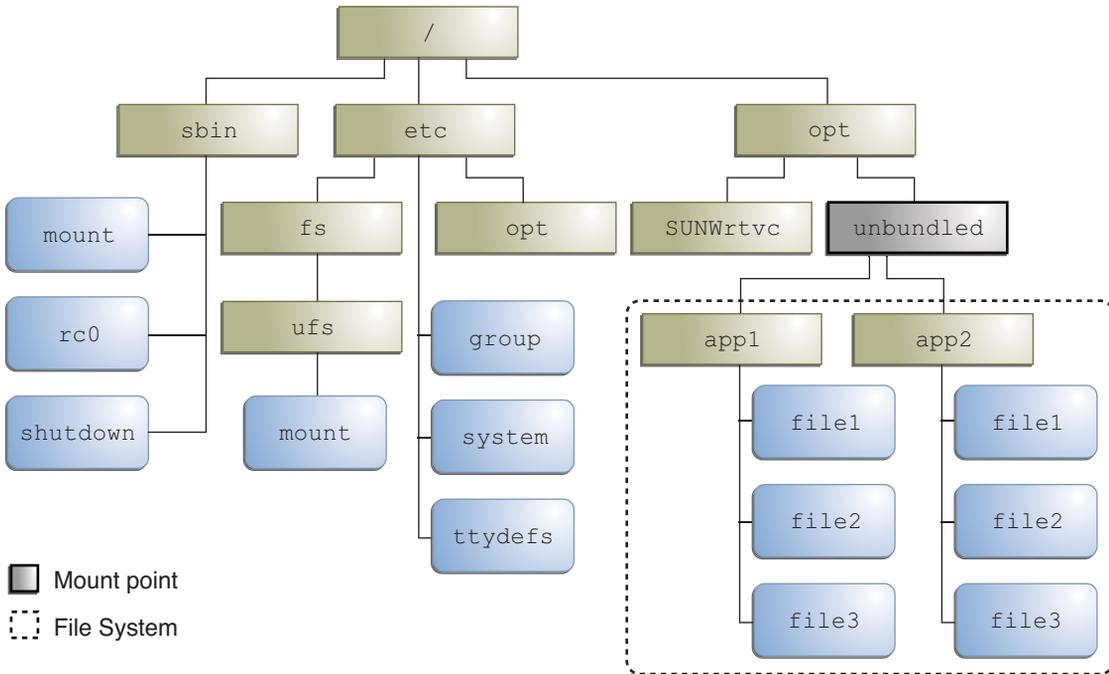 /
sbin
etc
opt
mount
fs
opt
SUNWrtvc
unbundled
rc0
ufs
group
app1
app2
shutdown
mount
system
file1
file1
ttydefs
file2
file2
file3
file3
Mount point
File System